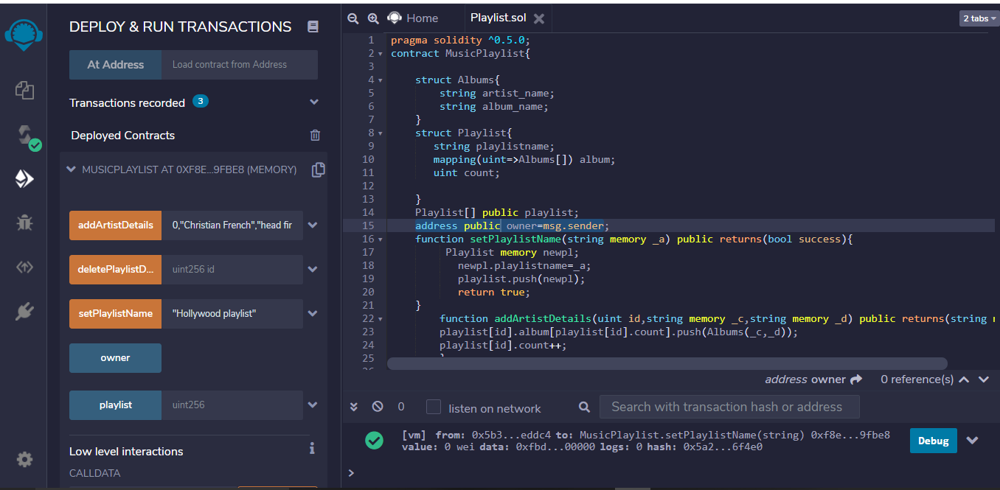 DEPLOY & RUN TRANSACTIONS
At Address
Load contract from Address
Transactions recorded 3
Deployed Contracts
MUSICPLAYLIST AT 0XF8E...9FBE8 (MEMORY)
addArtistDetails 0,"Christian French","head fir
deletePlaylistD... uint256 id
setPlaylistName "Hollywood playlist"
owner
playlist uint256
Low level interactions i
CALLDATA
Home Playlist.sol 2 tabs
1 pragma solidity ^0.5.0;
2 contract MusicPlaylist{
3
4 struct Albums{
5 string artist_name;
6 string album_name;
7 }
8 struct Playlist{
9 string playlistname;
10 mapping(uint=>Albums[]) album;
11 uint count;
12
13 }
14 Playlist[] public playlist;
15 address public owner=msg.sender;
16 function setPlaylistName(string memory _a) public returns(bool success){
17 Playlist memory newpl;
18 newpl.playlistname=_a;
19 playlist.push(newpl);
20 return true;
21 }
22 function addArtistDetails(uint id,string memory _c,string memory _d) public returns(string
23 playlist[id].album[playlist[id].count].push(Albums(_c,_d));
24 playlist[id].count++;
25 }
address owner 0 reference(s)
0 listen on network Search with transaction hash or address
[vm] from: 0x5b3...eddc4 to: MusicPlaylist.setPlaylistName(string) 0xf8e...9fbe8
value: 0 wei data: 0xfbd...00000 logs: 0 hash: 0x5a2...6f4e0
Debug
>